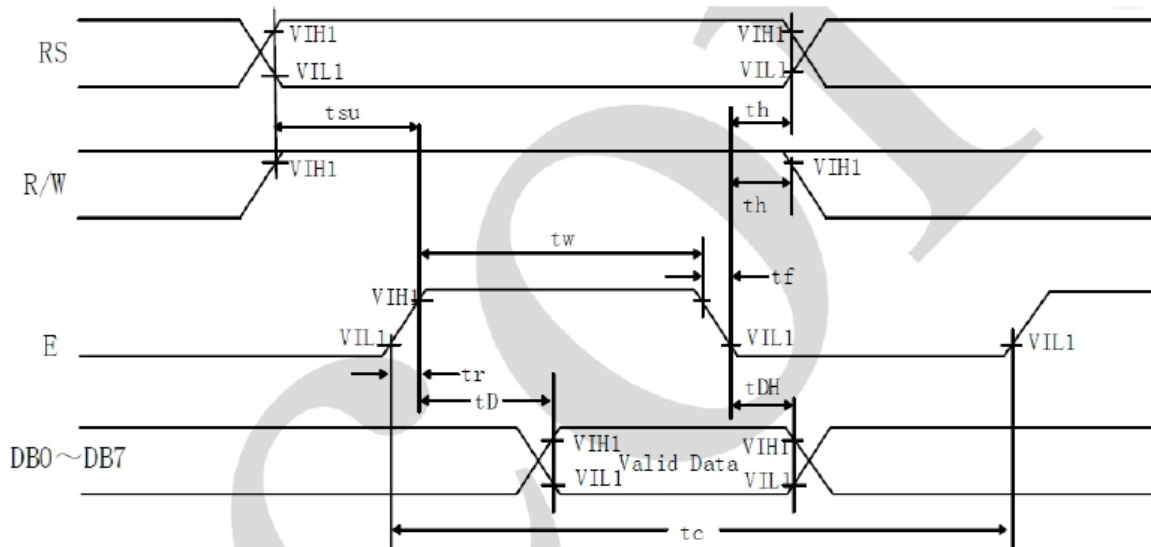 RS
VIH1
VIL1
VIH1
VIL1
tsu
th
R/W
VIH1
VIH1
th
tw
tf
E
VIH1
VIL1
VIL1
VIL1
tr
tD
tDH
DB0～DB7
VIH1
VIL1
Valid Data
VIH1
VIL1
tc